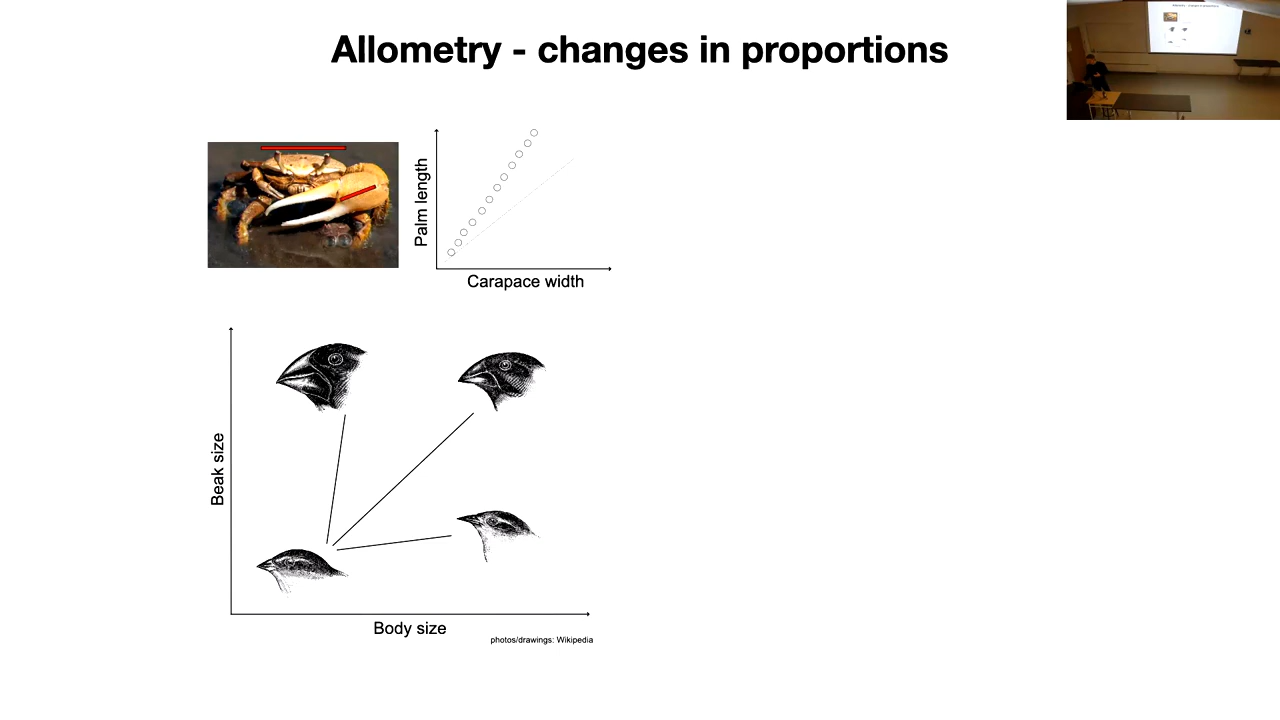 Allometry - changes in proportions
Palm length
Carapace width
Beak size
Body size
photos/drawings: Wikipedia